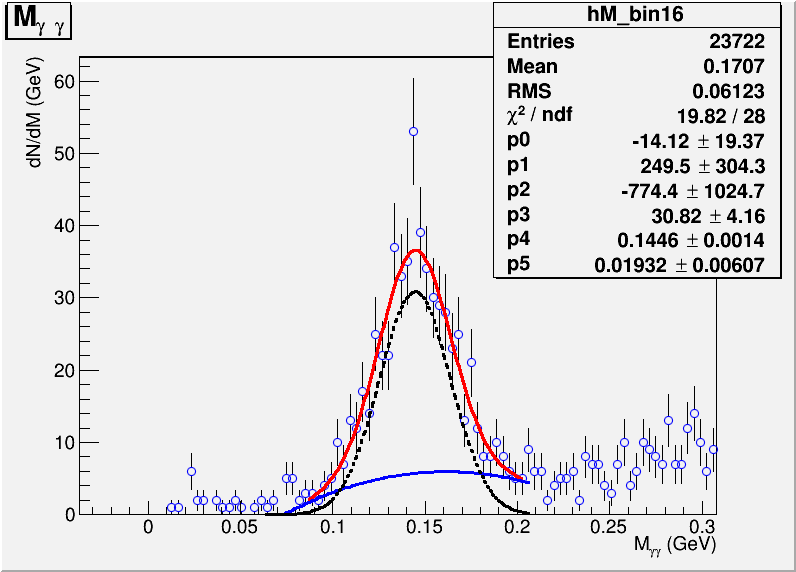 Mγ γ
hM_bin16
Entries 23722
Mean 0.1707
RMS 0.06123
χ² / ndf 19.82 / 28
p0 -14.12 ± 19.37
p1 249.5 ± 304.3
p2 -774.4 ± 1024.7
p3 30.82 ± 4.16
p4 0.1446 ± 0.0014
p5 0.01932 ± 0.00607
dN/dM (GeV)
60
50
40
30
20
10
0
0 0.05 0.1 0.15 0.2 0.25 0.3
Mγγ (GeV)